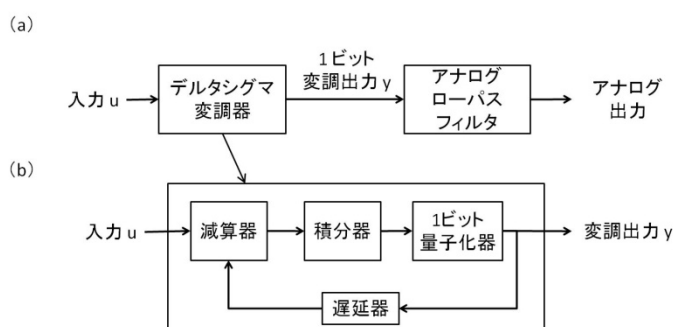 (a)
入力 u
デルタシグマ
変調器
1ビット
変調出力 y
アナログ
ローパス
フィルタ
アナログ
出力
(b)
入力 u
減算器
積分器
1ビット
量子化器
変調出力 y
遅延器